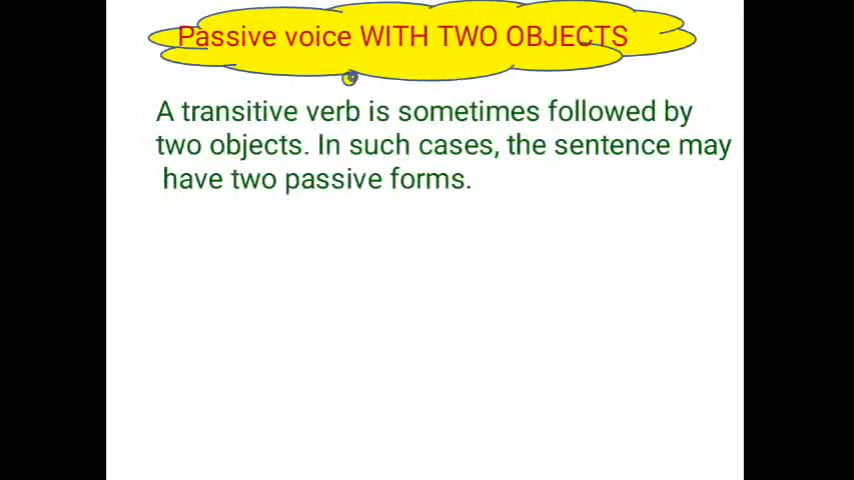 Passive voice WITH TWO OBJECTS
A transitive verb is sometimes followed by
two objects. In such cases, the sentence may
have two passive forms.